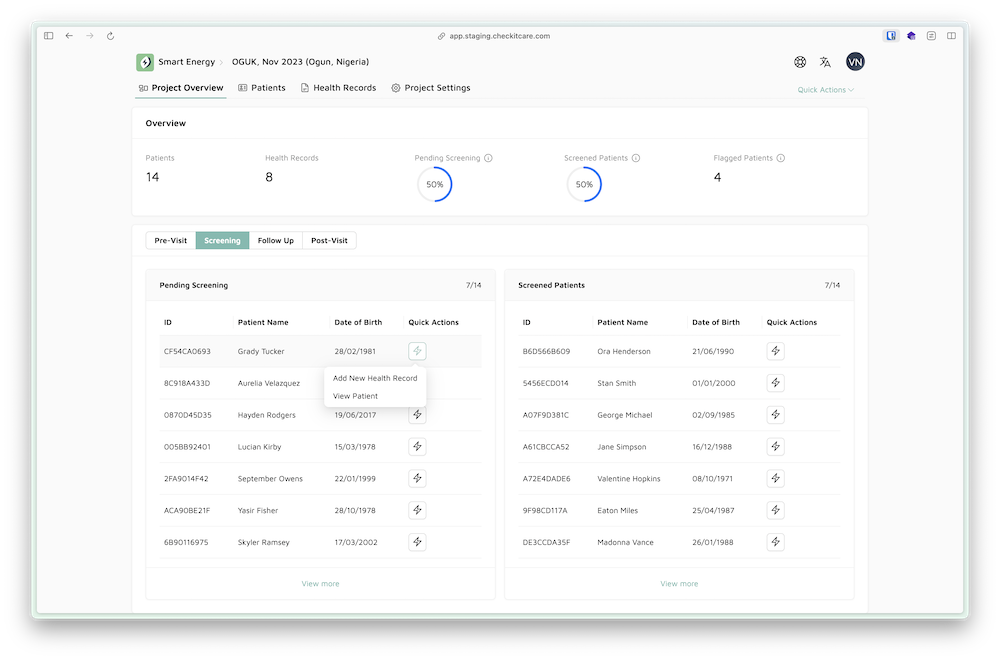 app.staging.checkitcare.com
Smart Energy OGUK, Nov 2023 (Ogun, Nigeria) VN
Project Overview Patients Health Records Project Settings Quick Actions
Overview
Patients Health Records Pending Screening Screened Patients Flagged Patients
14 8 50% 50% 4
Pre-Visit Screening Follow Up Post-Visit
Pending Screening 7/14
ID Patient Name Date of Birth Quick Actions
CF54CA0693 Grady Tucker 28/02/1981
Add New Health Record
View Patient
8C918A433D Aurelia Velazquez
0870D45D35 Hayden Rodgers 19/06/2017
005BB92401 Lucian Kirby 15/03/1978
2FA9014F42 September Owens 22/01/1999
ACA90BE21F Yasir Fisher 28/10/1978
6B90116975 Skyler Ramsey 17/03/2002
View more
Screened Patients 7/14
ID Patient Name Date of Birth Quick Actions
B6D566B609 Ora Henderson 21/06/1990
5456ECD014 Stan Smith 01/01/2000
A07F9D381C George Michael 02/09/1985
A61CBCCA52 Jane Simpson 16/12/1988
A72E4DADE6 Valentine Hopkins 08/10/1971
9F98CD117A Eaton Miles 25/04/1987
DE3CCDA35F Madonna Vance 26/01/1988
View more